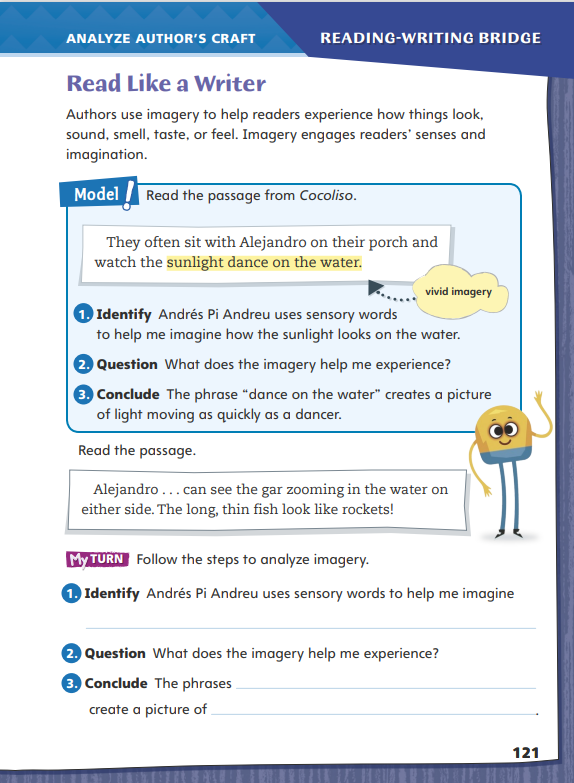 ANALYZE AUTHOR'S CRAFT
READING-WRITING BRIDGE
Read Like a Writer
Authors use imagery to help readers experience how things look,
sound, smell, taste, or feel. Imagery engages readers' senses and
imagination.
Model! Read the passage from Cocoliso.
They often sit with Alejandro on their porch and
watch the sunlight dance on the water.
vivid imagery
1. Identify Andrés Pi Andreu uses sensory words
to help me imagine how the sunlight looks on the water.
2. Question What does the imagery help me experience?
3. Conclude The phrase “dance on the water” creates a picture
of light moving as quickly as a dancer.
Read the passage.
Alejandro . . . can see the gar zooming in the water on
either side. The long, thin fish look like rockets!
My TURN Follow the steps to analyze imagery.
1. Identify Andrés Pi Andreu uses sensory words to help me imagine
2. Question What does the imagery help me experience?
3. Conclude The phrases
create a picture of .
121